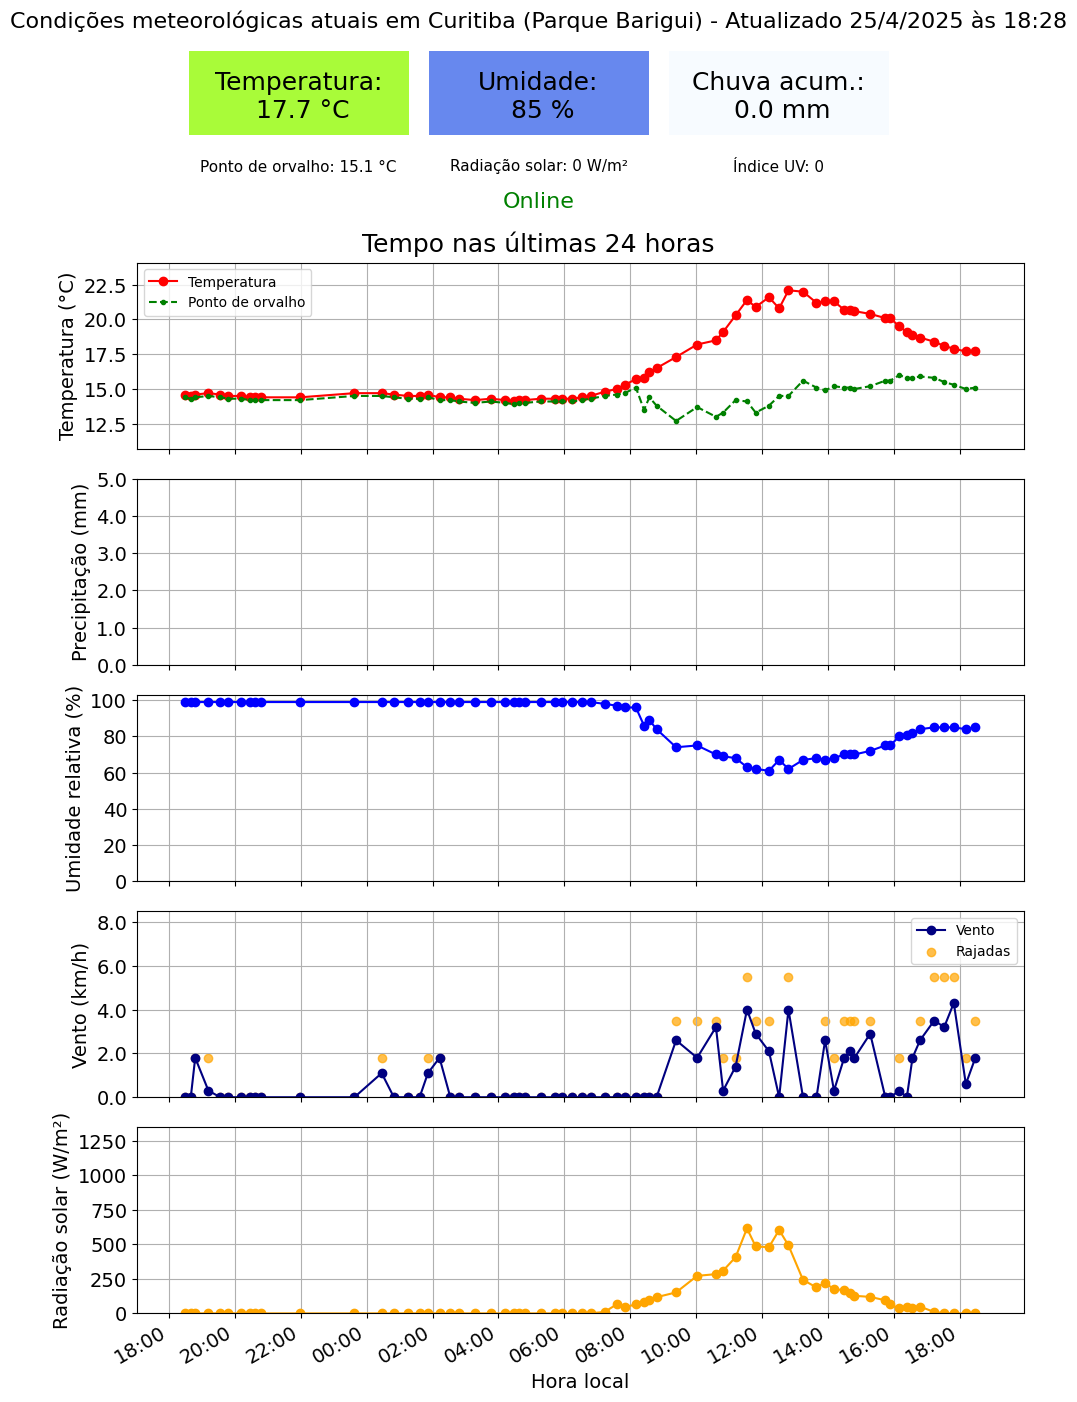 Condições meteorológicas atuais em Curitiba (Parque Barigui) - Atualizado 25/4/2025 às 18:28
Temperatura:
17.7 °C
Umidade:
85 %
Chuva acum.:
0.0 mm
Ponto de orvalho: 15.1 °C
Radiação solar: 0 W/m²
Índice UV: 0
Online
Tempo nas últimas 24 horas
Temperatura (°C)
22.5
20.0
17.5
15.0
12.5
Temperatura
Ponto de orvalho
Precipitação (mm)
5.0
4.0
3.0
2.0
1.0
0.0
Umidade relativa (%)
100
80
60
40
20
0
Vento (km/h)
8.0
6.0
4.0
2.0
0.0
Vento
Rajadas
Radiação solar (W/m²)
1250
1000
750
500
250
0
18:00
20:00
22:00
00:00
02:00
04:00
06:00
08:00
10:00
12:00
14:00
16:00
18:00
Hora local